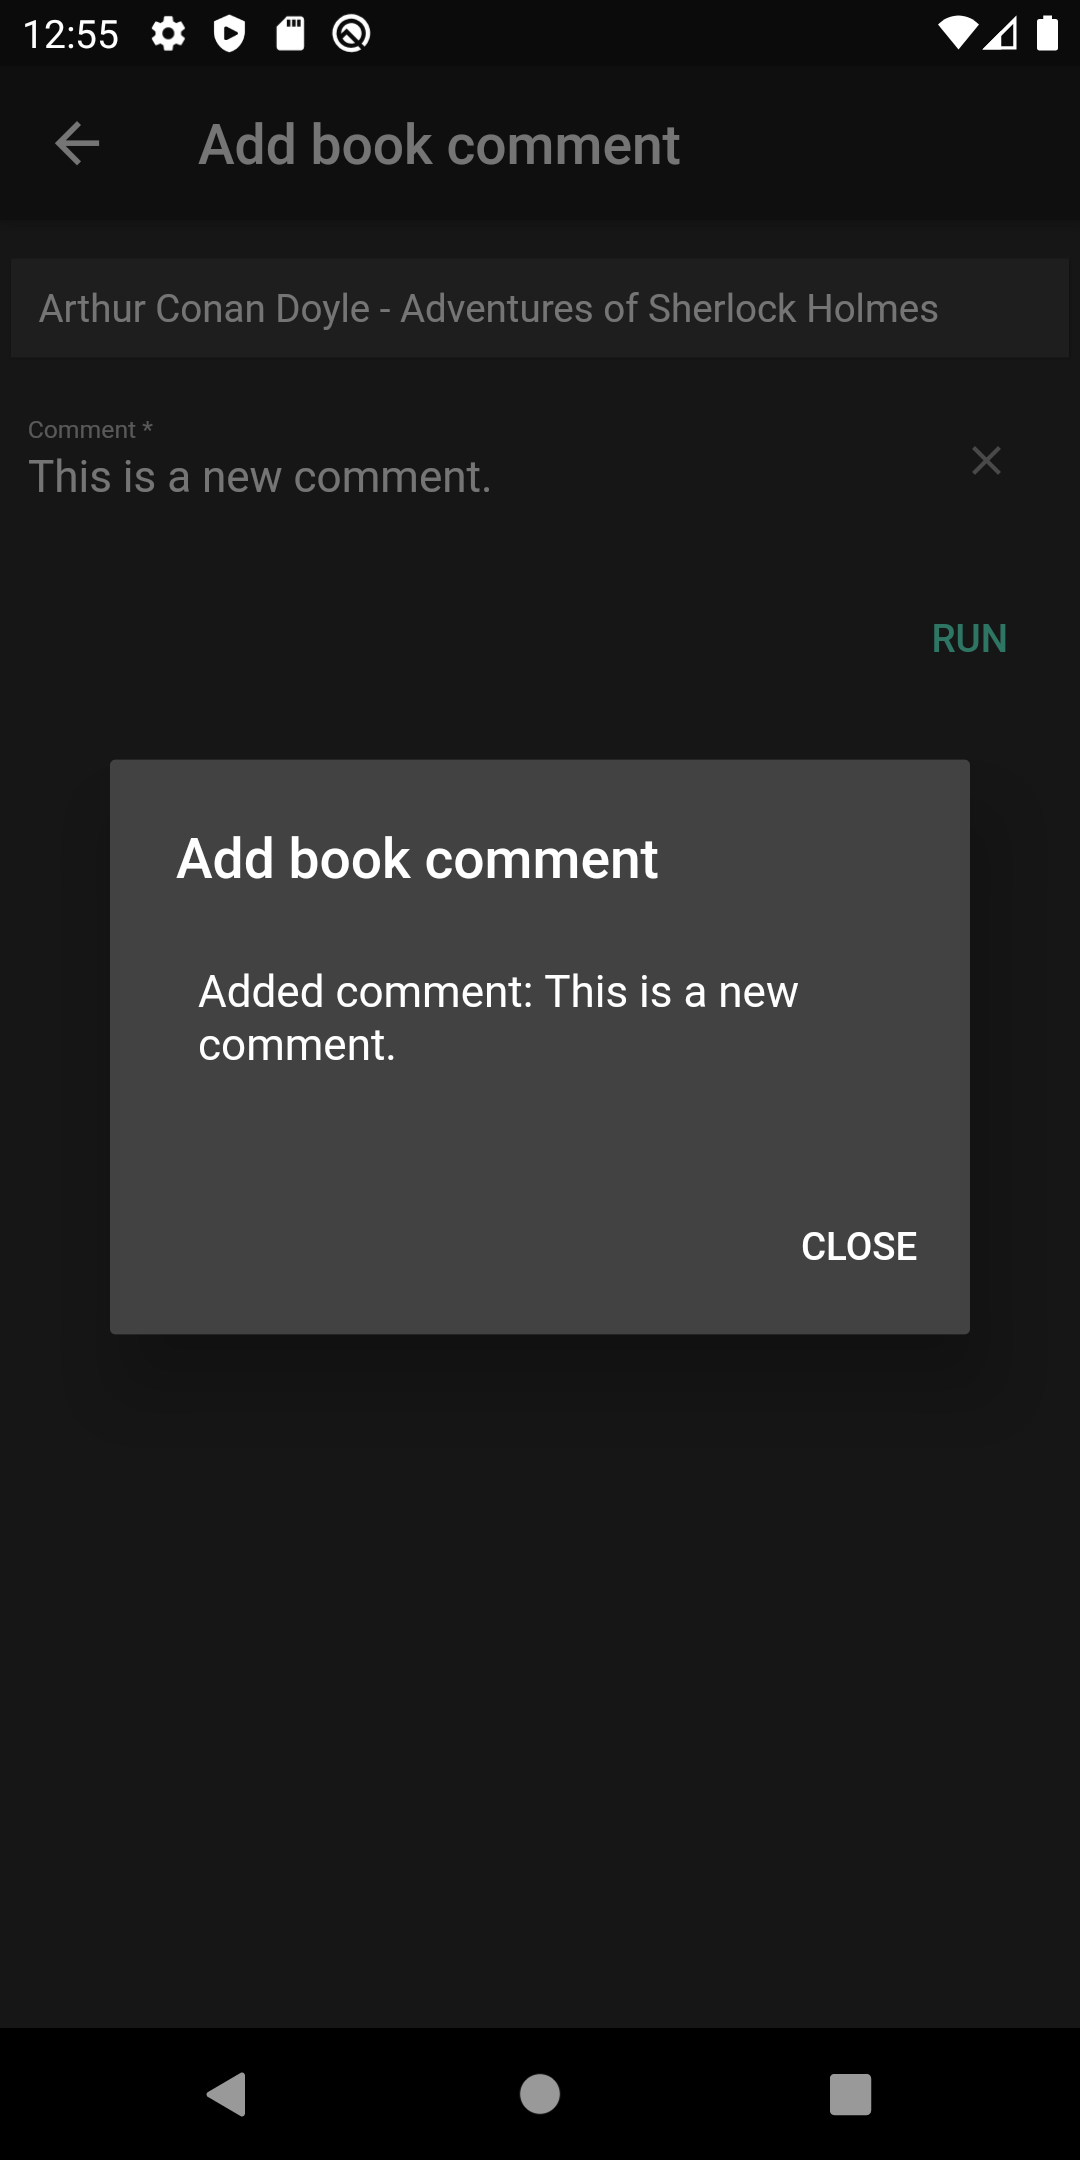 12:55
Add book comment
Arthur Conan Doyle - Adventures of Sherlock Holmes
Comment *
This is a new comment.
RUN
Add book comment
Added comment: This is a new
comment.
CLOSE